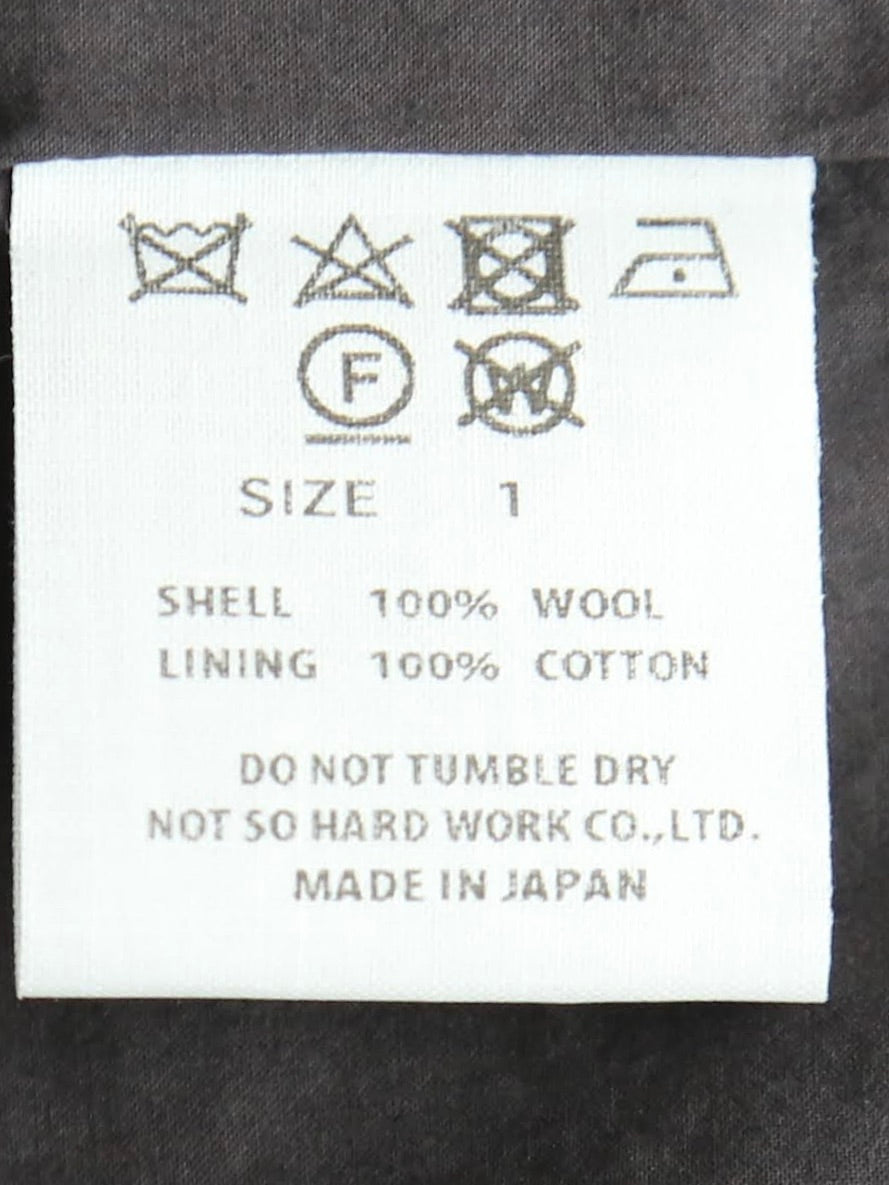 F W
SIZE 1
SHELL 100% WOOL
LINING 100% COTTON
DO NOT TUMBLE DRY
NOT SO HARD WORK CO.,LTD.
MADE IN JAPAN